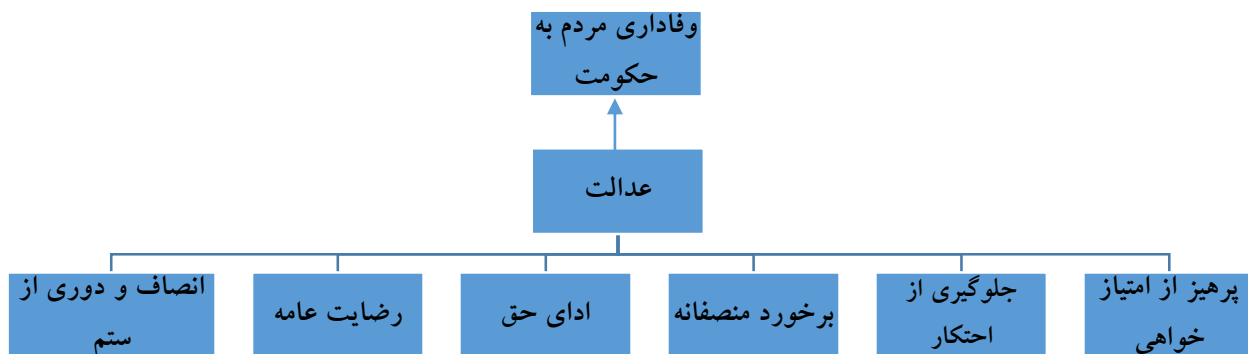 وفاداری مردم به
حکومت
عدالت
پرهیز از امتیاز
خواهی
جلوگیری از
احتکار
برخورد منصفانه
ادای حق
رضایت عامه
انصاف و دوری از
ستم